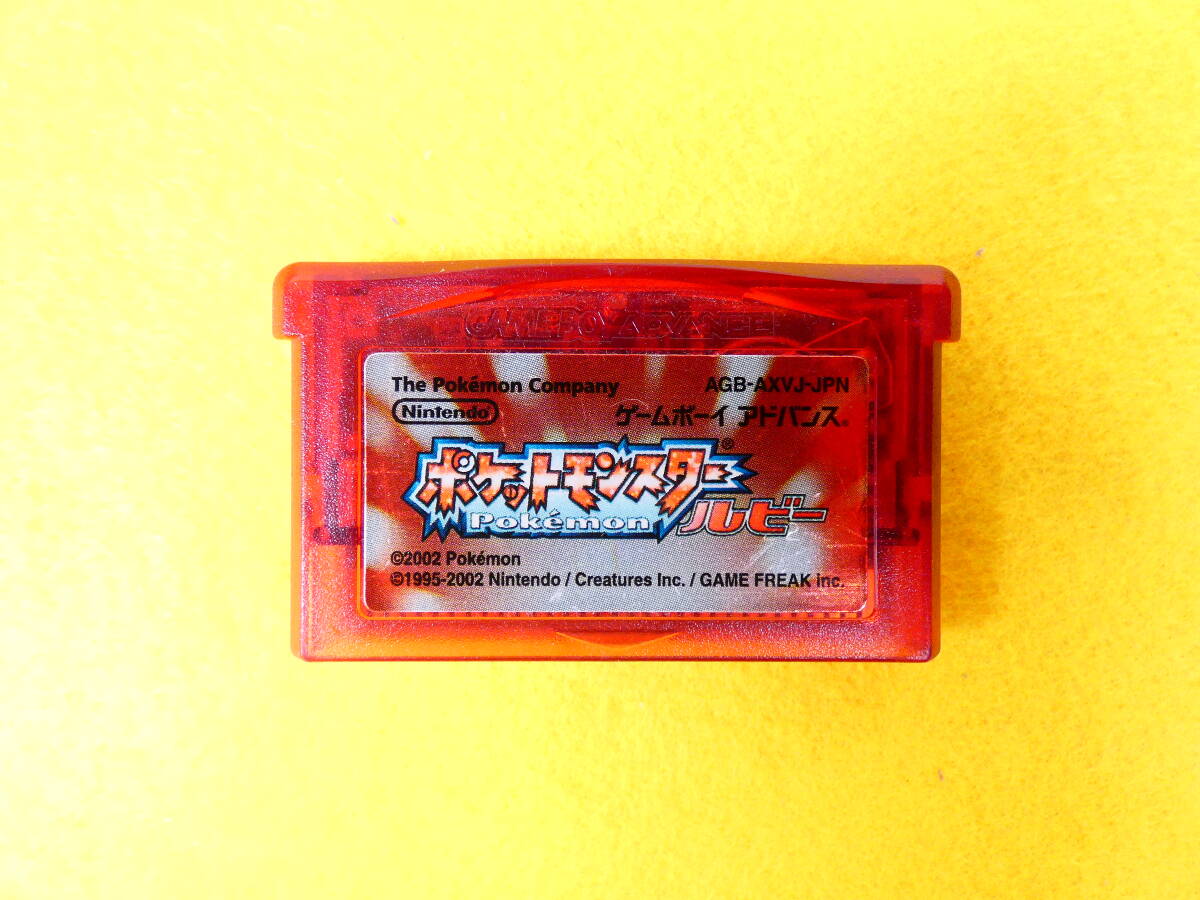 GAME BOY ADVANCE
The Pokémon Company AGB-AXVJ-JPN
Nintendo ゲームボーイ アドバンス®
ポケットモンスター®
Pokémon ルビー
©2002 Pokémon
©1995-2002 Nintendo / Creatures Inc. / GAME FREAK inc.